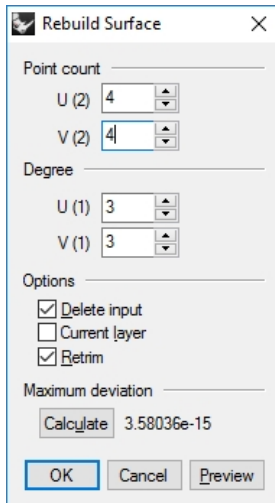 Rebuild Surface
Point count
U (2) 4
V (2) 4
Degree
U (1) 3
V (1) 3
Options
Delete input
Current layer
Retrim
Maximum deviation
Calculate 3.58036e-15
OK Cancel Preview